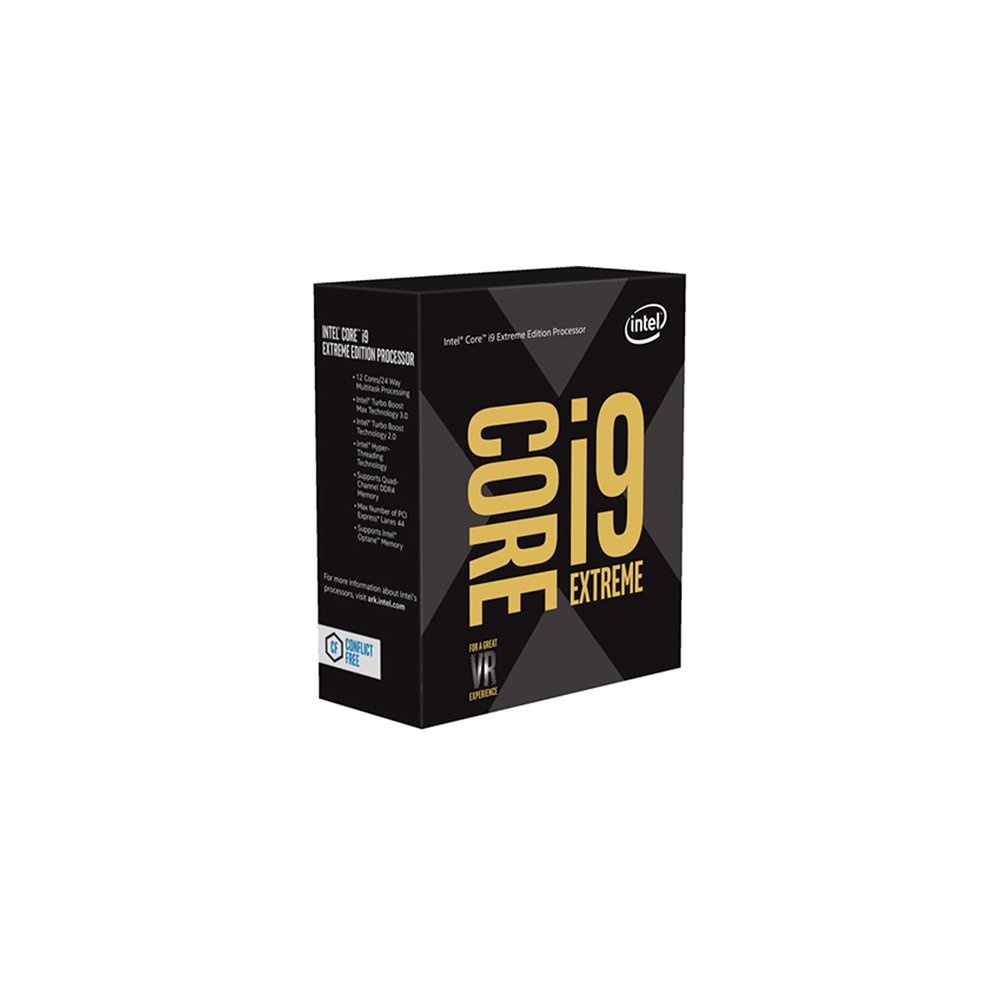 INTEL® CORE™ i9
EXTREME EDITION PROCESSOR
• 12 Cores/24 Way
Multitask Processing
• Intel® Turbo Boost
Max Technology 3.0
• Intel® Turbo Boost
Technology 2.0
• Intel® Hyper-
Threading
Technology
• Supports Quad-
Channel DDR4
Memory
• Max Number of PCI
Express® Lanes 44
• Supports Intel®
Optane™ Memory
For more information about Intel's
processors, visit ark.intel.com
CF
CONFLICT
FREE
Intel® Core™ i9 Extreme Edition Processor
intel
CORE
i9
EXTREME
FOR A GREAT
VR
EXPERIENCE